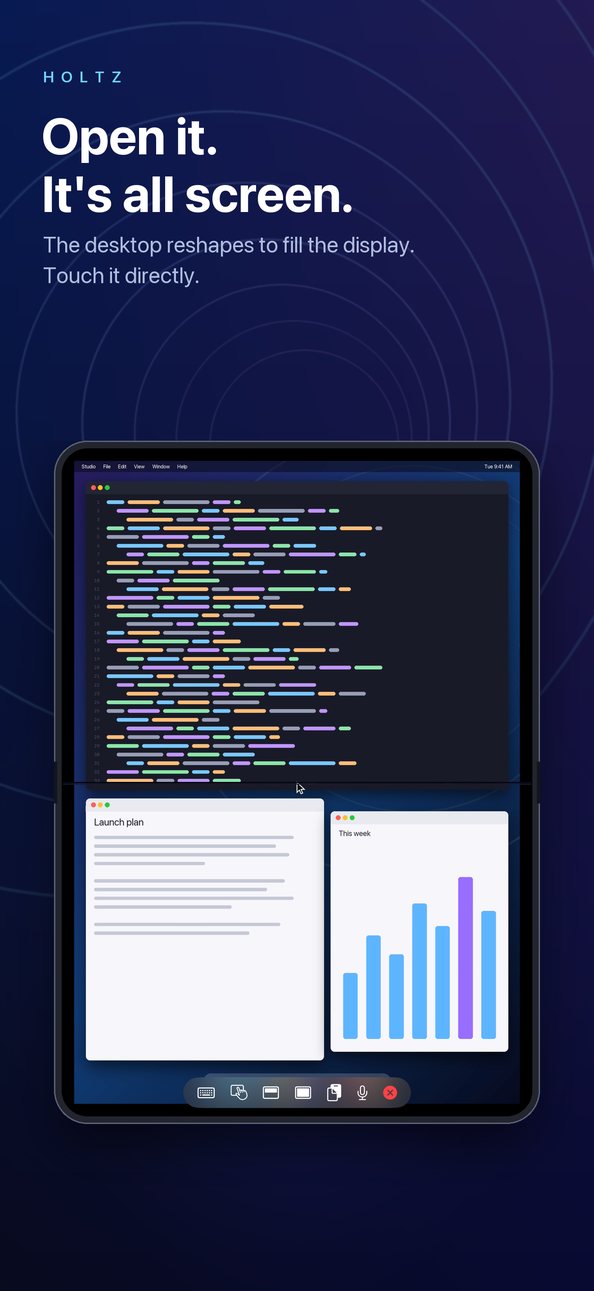 HOLTZ
Open it.
It's all screen.
The desktop reshapes to fill the display.
Touch it directly.
Studio File Edit View Window Help
Tue 9:41 AM
Launch plan
This week